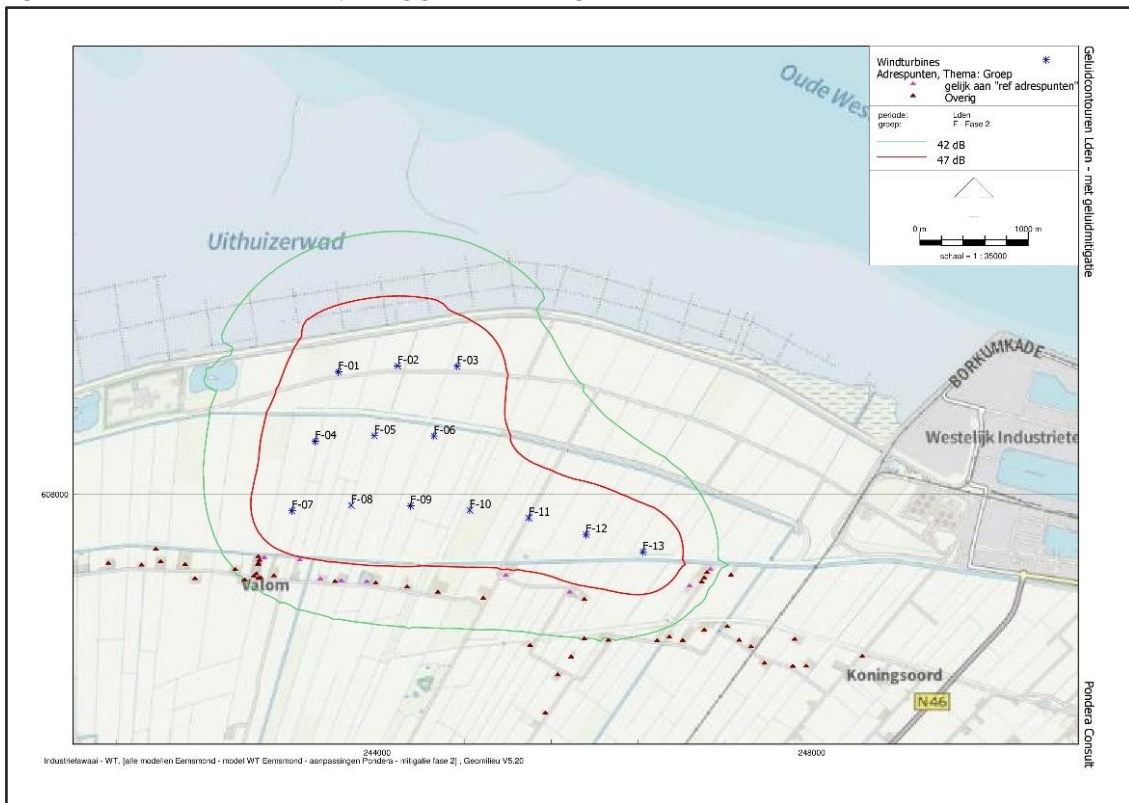 Windturbines
Adrespunten, Thema: Groep
gelijk aan "ref adrespunten"
Overig
periode: Lden
groep: F - Fase 2
42 dB
47 dB
0 m 1000 m
schaal = 1 : 35000
Geluidcontouren Lden - met geluidmitigatie
Pondera Consult
Oude Wes
Uithuizerwad
BORKUMKADE
Westelijk Industriete
F-01
F-02
F-03
F-04
F-05
F-06
F-07
F-08
F-09
F-10
F-11
F-12
F-13
608000
Valom
Koningsoord
N46
244000
248000
Industrielawaai - WT, [alle modellen Eemsmond - model WT Eemsmond - aanpassingen Pondera - mitigatie fase 2] , Geomilieu V5.20